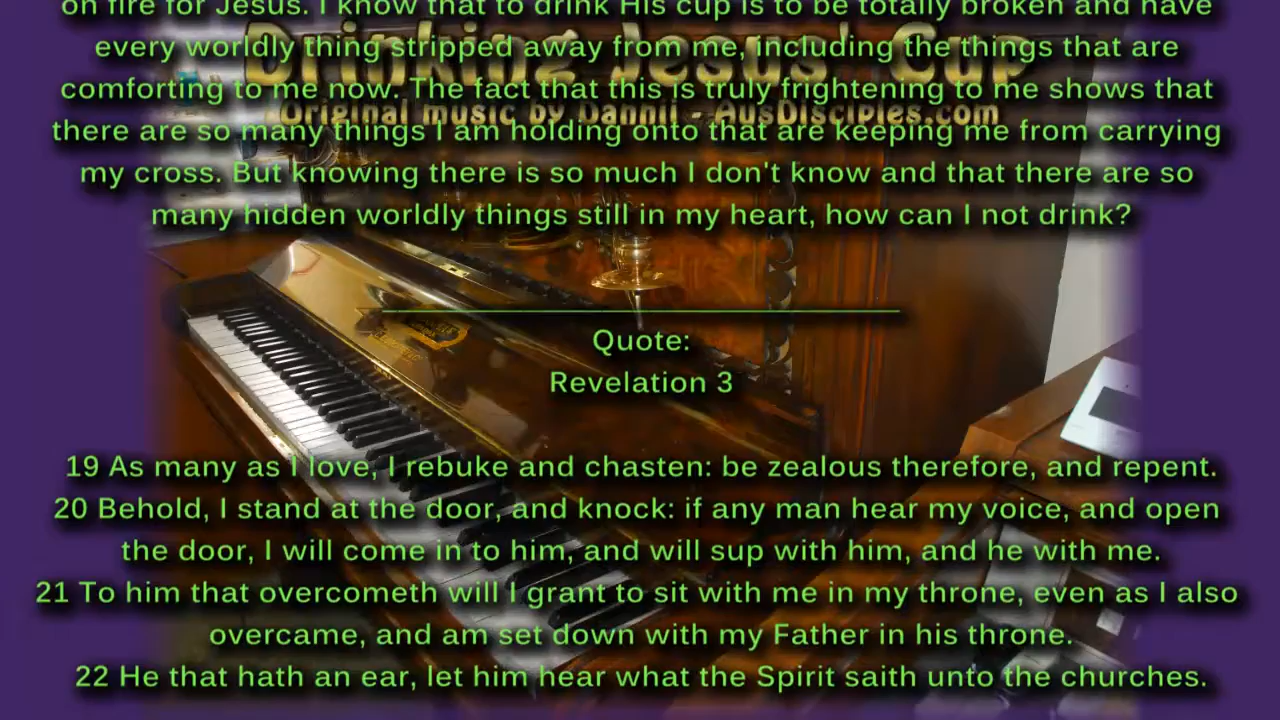 on fire for Jesus. I know that to drink His cup is to be totally broken and have
every worldly thing stripped away from me, including the things that are
comforting to me now. The fact that this is truly frightening to me shows that
there are so many things I am holding onto that are keeping me from carrying
my cross. But knowing there is so much I don't know and that there are so
many hidden worldly things still in my heart, how can I not drink?
Drinking Jesus' Cup
Original music by Dannii - AusDisciples.com
Quote:
Revelation 3
19 As many as I love, I rebuke and chasten: be zealous therefore, and repent.
20 Behold, I stand at the door, and knock: if any man hear my voice, and open
the door, I will come in to him, and will sup with him, and he with me.
21 To him that overcometh will I grant to sit with me in my throne, even as I also
overcame, and am set down with my Father in his throne.
22 He that hath an ear, let him hear what the Spirit saith unto the churches.